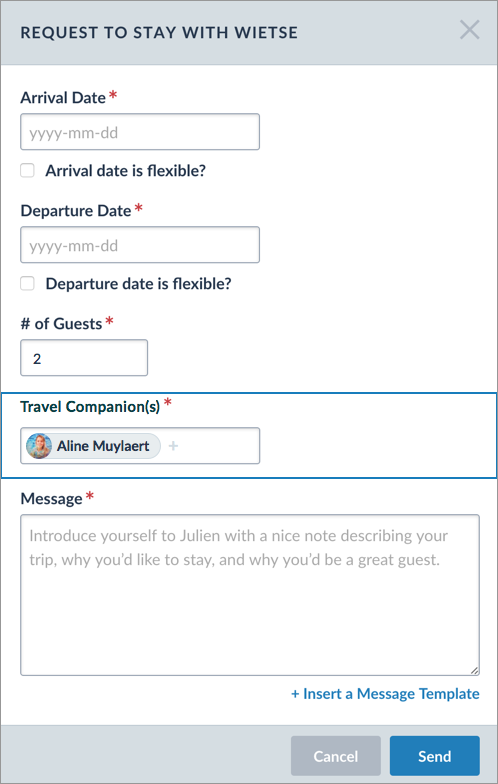 REQUEST TO STAY WITH WIETSE
Arrival Date *
yyyy-mm-dd
Arrival date is flexible?
Departure Date *
yyyy-mm-dd
Departure date is flexible?
# of Guests *
2
Travel Companion(s) *
Aline Muylaert +
Message *
Introduce yourself to Julien with a nice note describing your
trip, why you’d like to stay, and why you’d be a great guest.
+ Insert a Message Template
Cancel Send